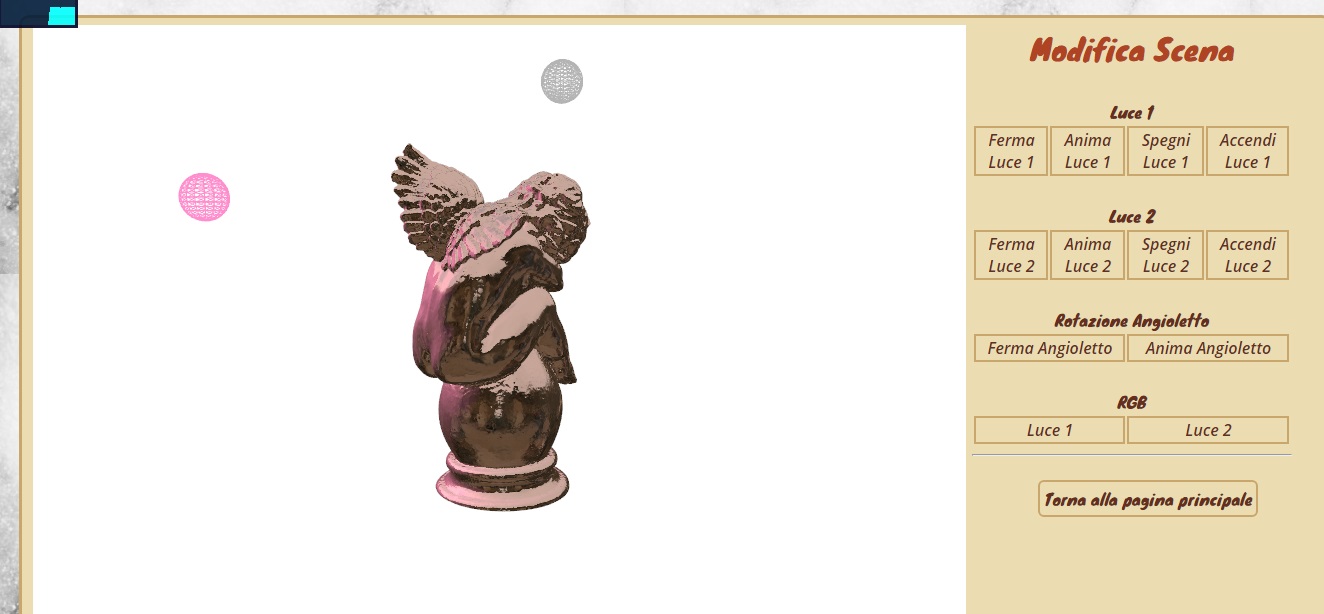 Modifica Scena
Luce 1
Ferma Luce 1
Anima Luce 1
Spegni Luce 1
Accendi Luce 1
Luce 2
Ferma Luce 2
Anima Luce 2
Spegni Luce 2
Accendi Luce 2
Rotazione Angioletto
Ferma Angioletto
Anima Angioletto
RGB
Luce 1
Luce 2
Torna alla pagina principale